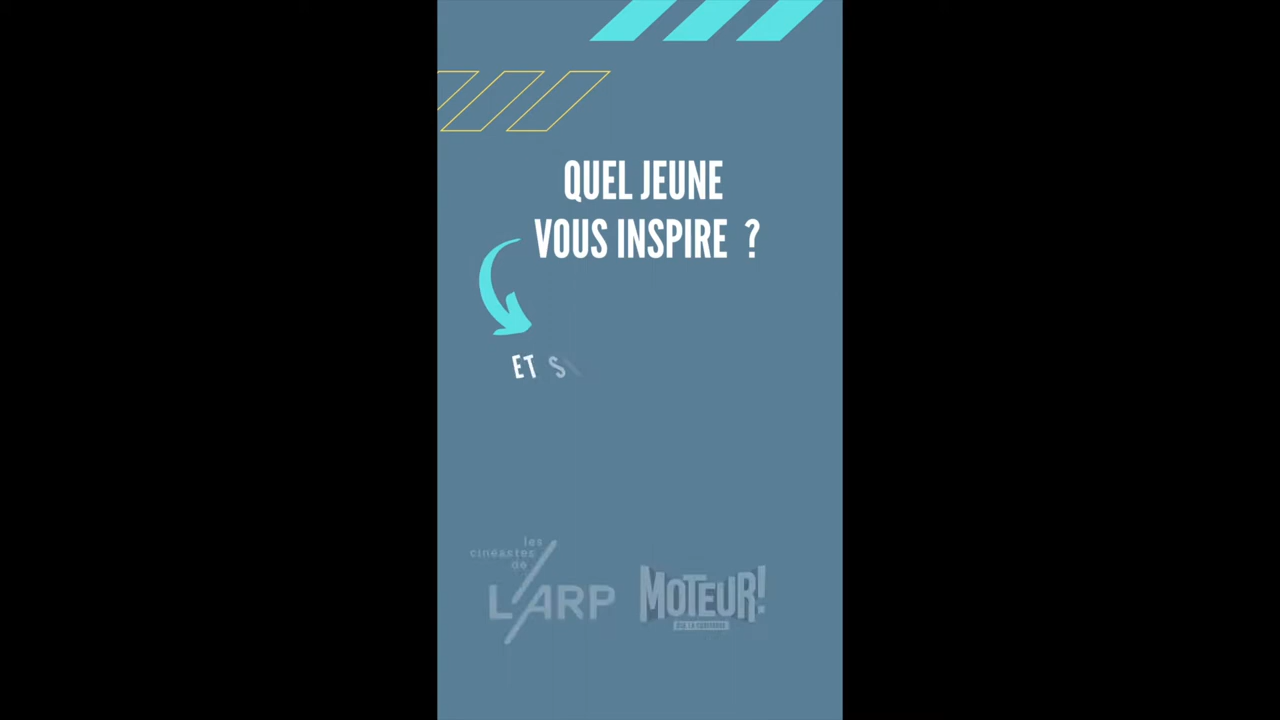 QUEL JEUNE
VOUS INSPIRE ?
ET S
les
cinéastes
de
L'ARP
MOTEUR!